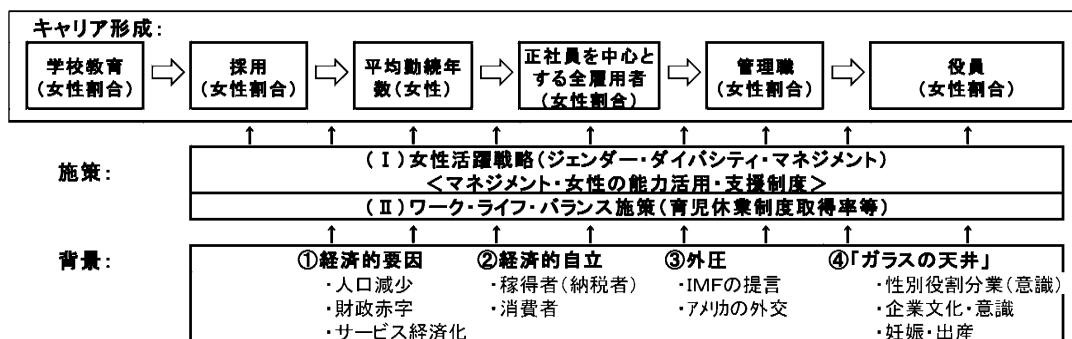 キャリア形成:
学校教育
(女性割合)
採用
(女性割合)
平均勤続年
数(女性)
正社員を中心と
する全雇用者
(女性割合)
管理職
(女性割合)
役員
(女性割合)
施策:
(Ⅰ)女性活躍戦略(ジェンダー・ダイバシティ・マネジメント)
<マネジメント・女性の能力活用・支援制度>
(Ⅱ)ワーク・ライフ・バランス施策(育児休業制度取得率等)
背景:
①経済的要因
・人口減少
・財政赤字
・サービス経済化
②経済的自立
・稼得者(納税者)
・消費者
③外圧
・IMFの提言
・アメリカの外交
④「ガラスの天井」
・性別役割分業(意識)
・企業文化・意識
・妊娠・出産